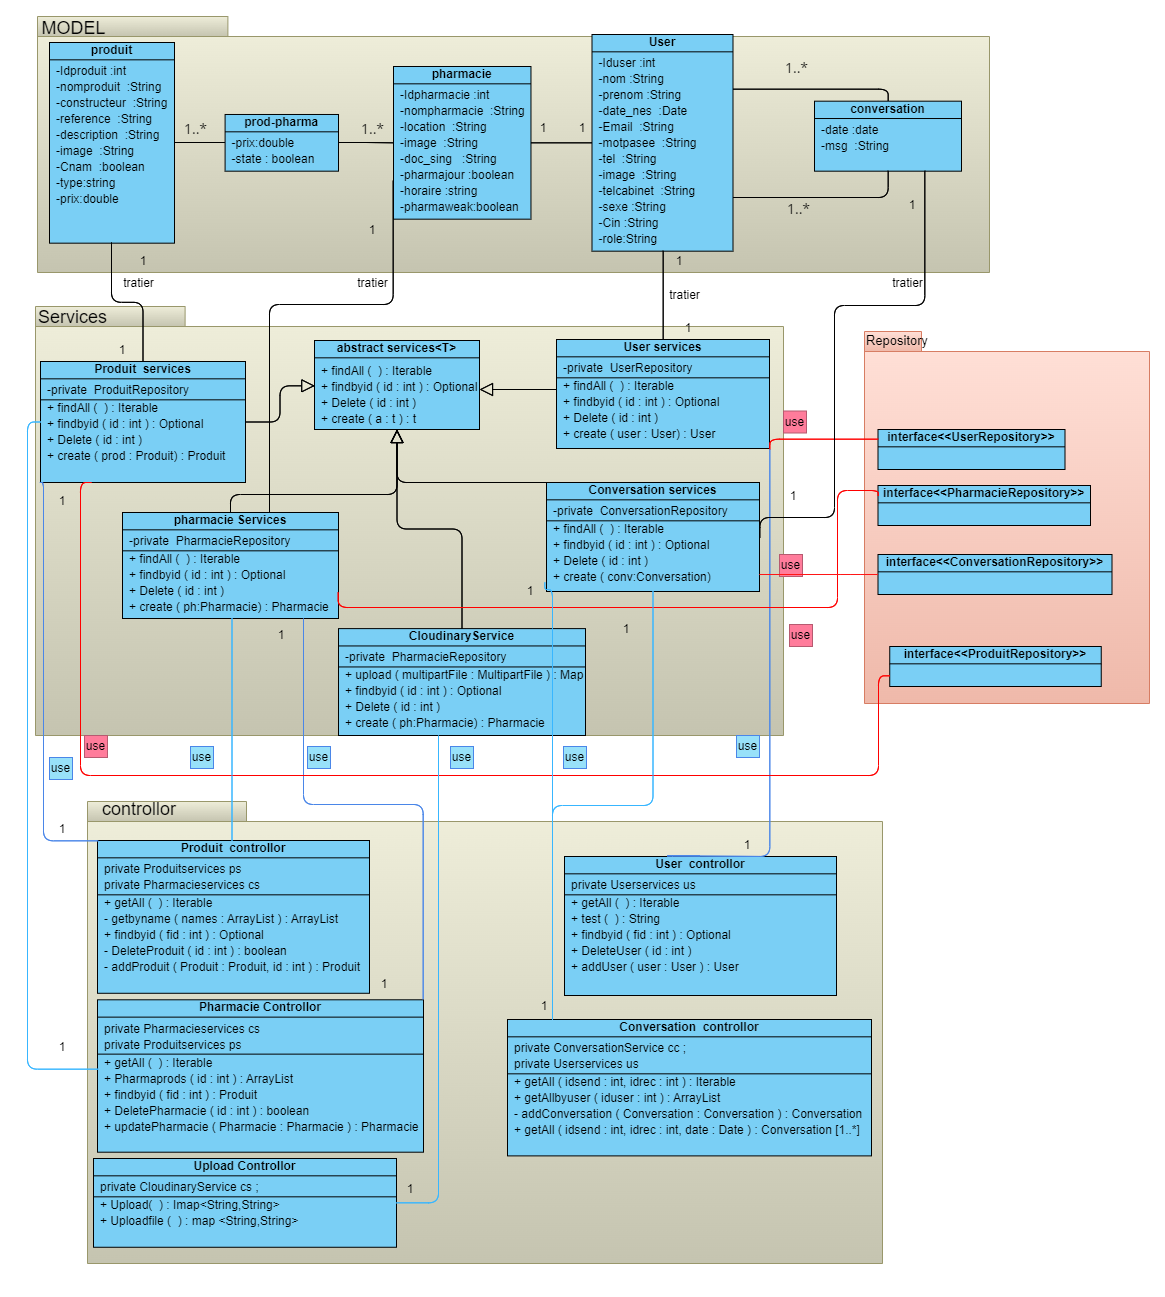 MODEL
produit
-Idproduit :int
-nomproduit :String
-constructeur :String
-reference :String
-description :String
-image :String
-Cnam :boolean
-type:string
-prix:double
1..*
prod-pharma
-prix:double
-state : boolean
1..*
pharmacie
-Idpharmacie :int
-nompharmacie :String
-location :String
-image :String
-doc_sing :String
-pharmajour :boolean
-horaire :string
-pharmaweak:boolean
1
1
User
-Iduser :int
-nom :String
-prenom :String
-date_nes :Date
-Email :String
-motpasee :String
-tel :String
-image :String
-telcabinet :String
-sexe :String
-Cin :String
-role:String
1..*
conversation
-date :date
-msg :String
1..*
1
1
1
1
tratier
tratier
tratier
tratier
Services
1
1
Produit services
-private ProduitRepository
+ findAll ( ) : Iterable
+ findbyid ( id : int ) : Optional
+ Delete ( id : int )
+ create ( prod : Produit) : Produit
abstract services<T>
+ findAll ( ) : Iterable
+ findbyid ( id : int ) : Optional
+ Delete ( id : int )
+ create ( a : t ) : t
User services
-private UserRepository
+ findAll ( ) : Iterable
+ findbyid ( id : int ) : Optional
+ Delete ( id : int )
+ create ( user : User) : User
Repository
use
interface<<UserRepository>>
interface<<PharmacieRepository>>
interface<<ConversationRepository>>
interface<<ProduitRepository>>
1
1
pharmacie Services
-private PharmacieRepository
+ findAll ( ) : Iterable
+ findbyid ( id : int ) : Optional
+ Delete ( id : int )
+ create ( ph:Pharmacie) : Pharmacie
Conversation services
-private ConversationRepository
+ findAll ( ) : Iterable
+ findbyid ( id : int ) : Optional
+ Delete ( id : int )
+ create ( conv:Conversation)
use
1
1
1
use
CloudinaryService
-private PharmacieRepository
+ upload ( multipartFile : MultipartFile ) : Map
+ findbyid ( id : int ) : Optional
+ Delete ( id : int )
+ create ( ph:Pharmacie) : Pharmacie
use
use
use
use
use
use
use
controllor
1
Produit controllor
private Produitservices ps
private Pharmacieservices cs
+ getAll ( ) : Iterable
- getbyname ( names : ArrayList ) : ArrayList
+ findbyid ( fid : int ) : Optional
- DeleteProduit ( id : int ) : boolean
- addProduit ( Produit : Produit, id : int ) : Produit
1
User controllor
private Userservices us
+ getAll ( ) : Iterable
+ test ( ) : String
+ findbyid ( fid : int ) : Optional
+ DeleteUser ( id : int )
+ addUser ( user : User ) : User
1
1
1
Pharmacie Controllor
private Pharmacieservices cs
private Produitservices ps
+ getAll ( ) : Iterable
+ Pharmaprods ( id : int ) : ArrayList
+ findbyid ( fid : int ) : Produit
+ DeletePharmacie ( id : int ) : boolean
+ updatePharmacie ( Pharmacie : Pharmacie ) : Pharmacie
Conversation controllor
private ConversationService cc ;
private Userservices us
+ getAll ( idsend : int, idrec : int ) : Iterable
+ getAllbyuser ( iduser : int ) : ArrayList
- addConversation ( Conversation : Conversation ) : Conversation
+ getAll ( idsend : int, idrec : int, date : Date ) : Conversation [1..*]
Upload Controllor
private CloudinaryService cs ;
+ Upload( ) : Imap<String,String>
+ Uploadfile ( ) : map <String,String>
1